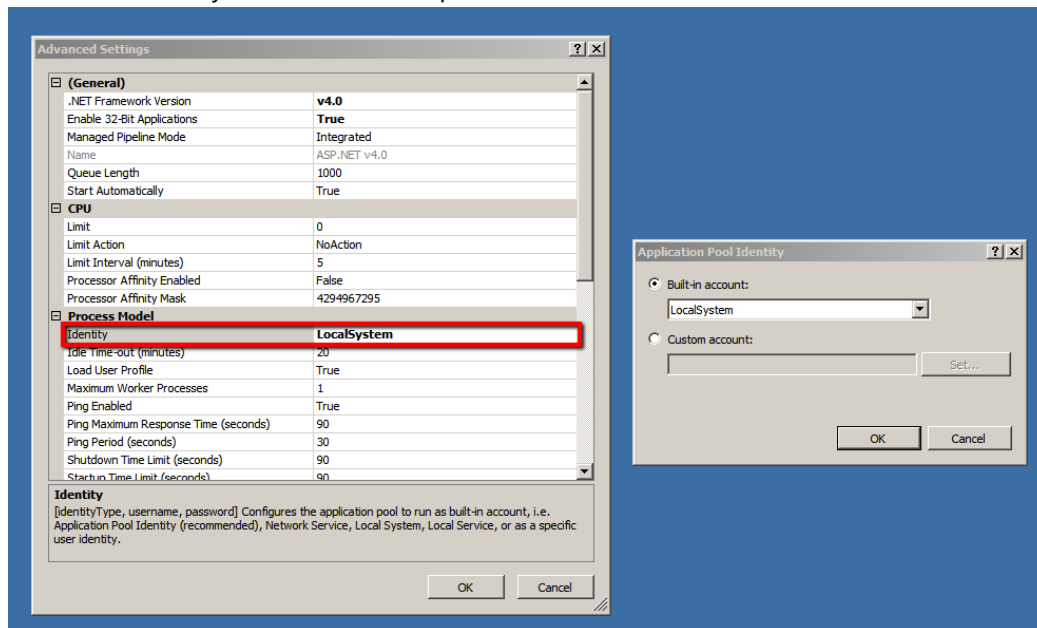 Advanced Settings
(General)
.NET Framework Version v4.0
Enable 32-Bit Applications True
Managed Pipeline Mode Integrated
Name ASP.NET v4.0
Queue Length 1000
Start Automatically True
CPU
Limit 0
Limit Action NoAction
Limit Interval (minutes) 5
Processor Affinity Enabled False
Processor Affinity Mask 4294967295
Process Model
Identity LocalSystem
Idle Time-out (minutes) 20
Load User Profile True
Maximum Worker Processes 1
Ping Enabled True
Ping Maximum Response Time (seconds) 90
Ping Period (seconds) 30
Shutdown Time Limit (seconds) 90
Startup Time Limit (seconds) 90
Identity
[identityType, username, password] Configures the application pool to run as built-in account, i.e.
Application Pool Identity (recommended), Network Service, Local System, Local Service, or as a specific
user identity.
OK Cancel
Application Pool Identity
Built-in account:
LocalSystem
Custom account:
Set...
OK Cancel